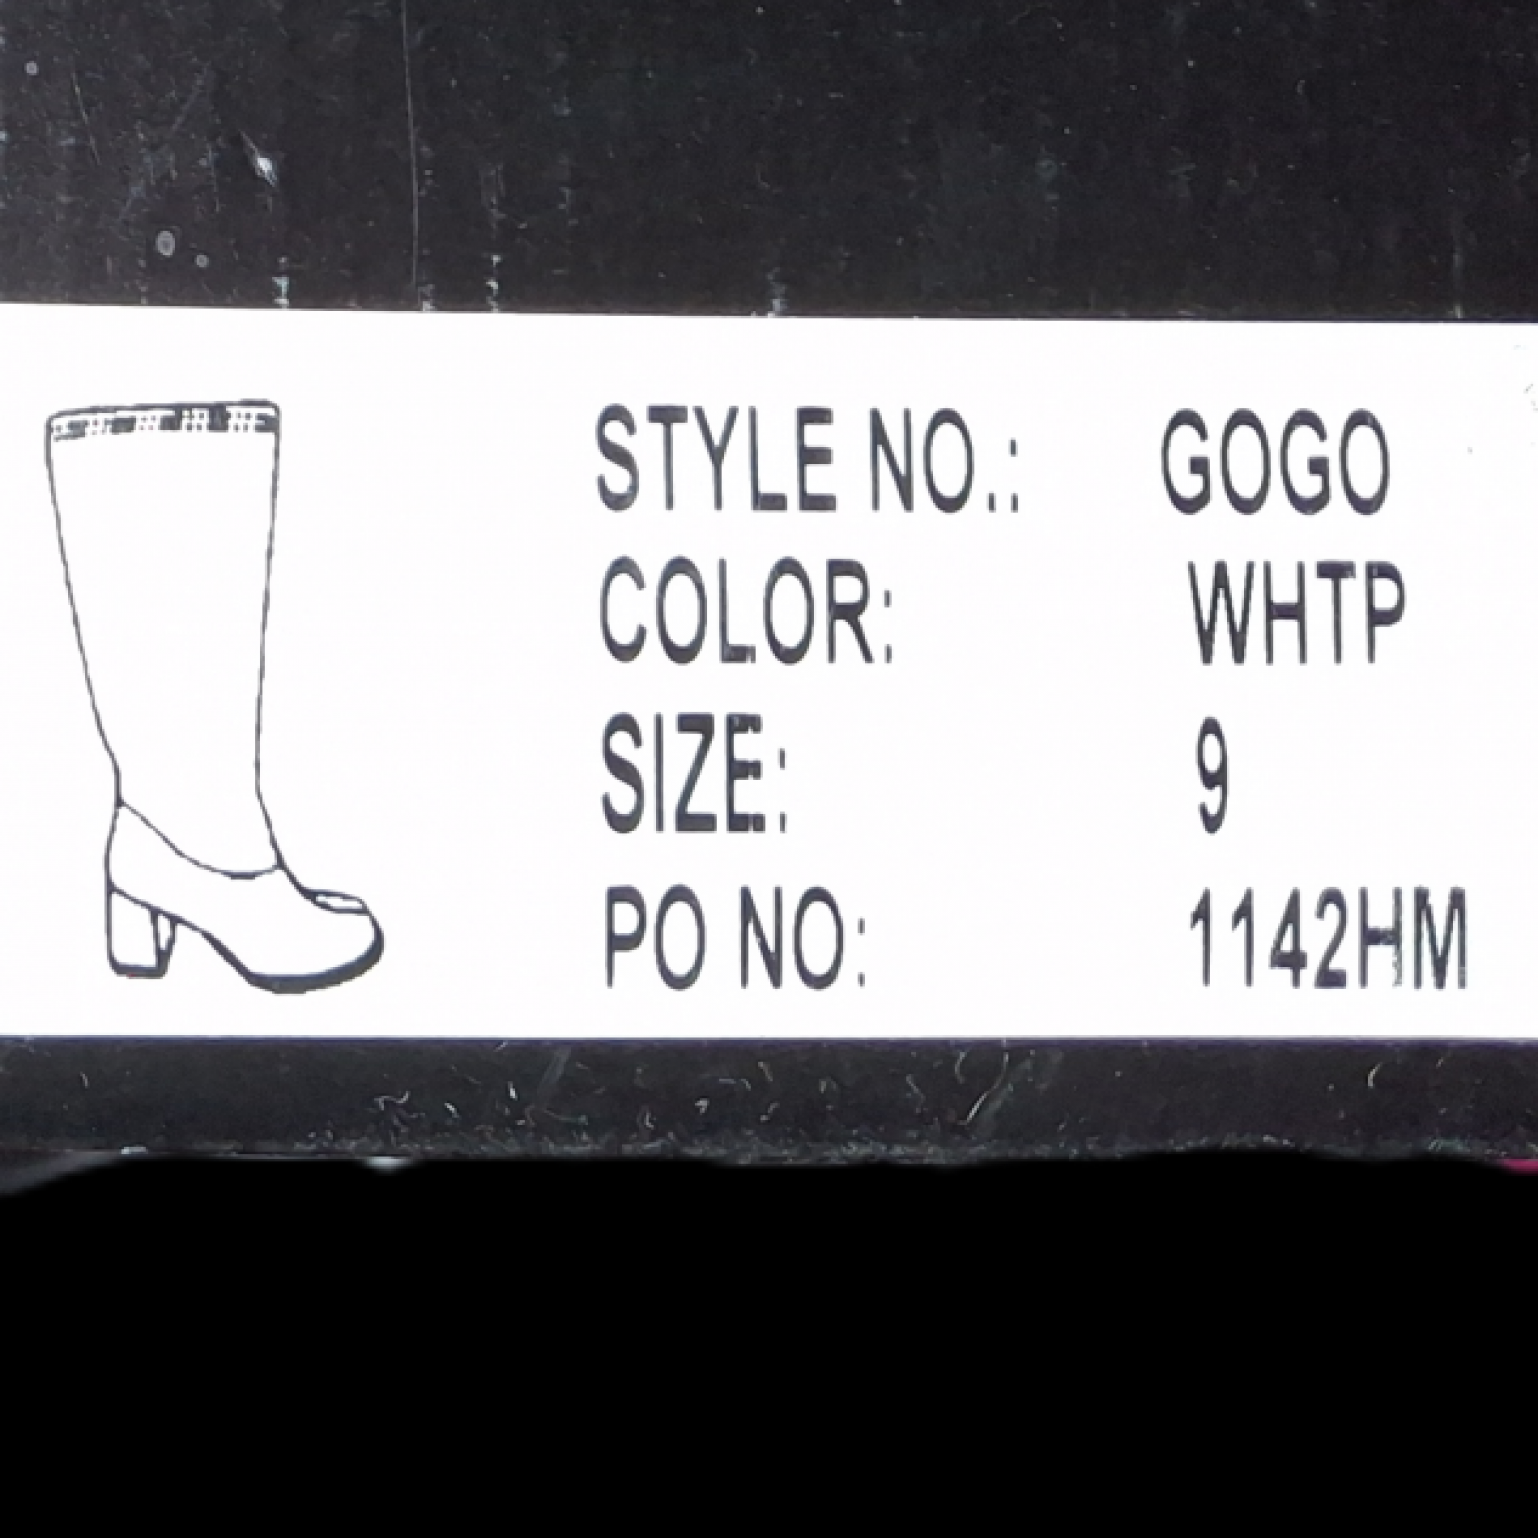 STYLE NO.: GOGO
COLOR: WHTP
SIZE: 9
PO NO: 1142HM